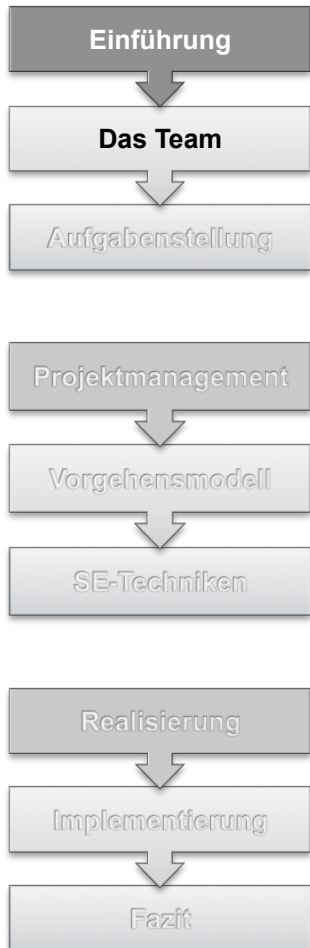 Einführung
Das Team
Aufgabenstellung
Projektmanagement
Vorgehensmodell
SE-Techniken
Realisierung
Implementierung
Fazit